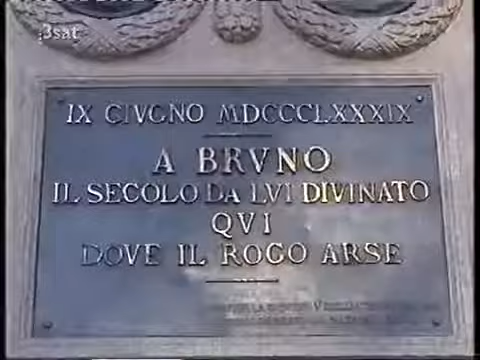 3sat
IX GIVGNO MDCCCLXXXIX
A BRVNO
IL SECOLO DA LVI DIVINATO
QVI
DOVE IL ROGO ARSE